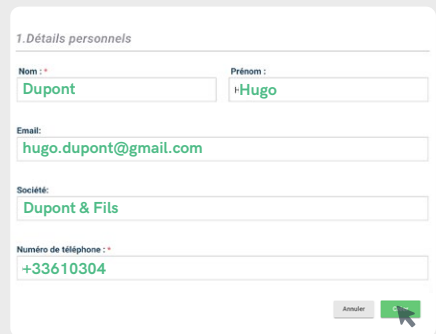 1.Détails personnels
Nom : * Prénom :
Dupont Hugo
Email:
hugo.dupont@gmail.com
Société:
Dupont & Fils
Numéro de téléphone : *
+33610304
Annuler